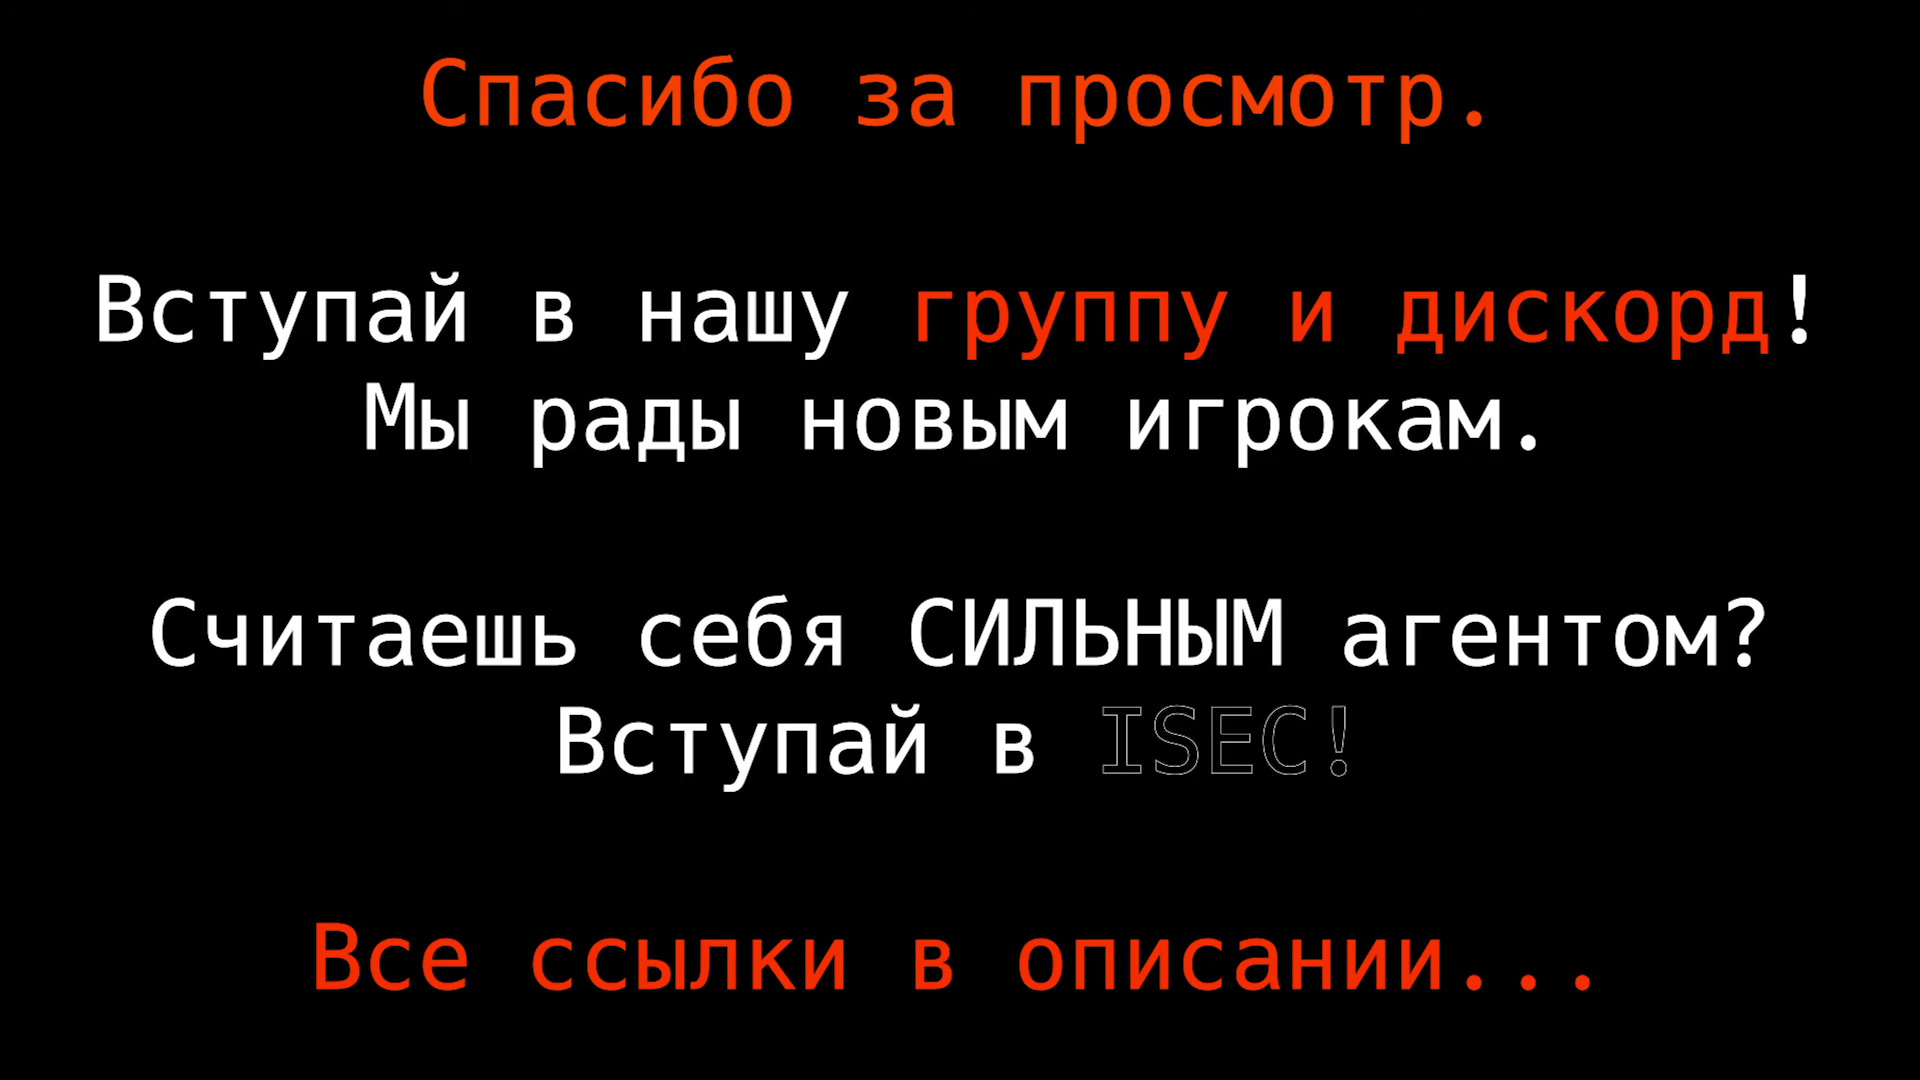 Спасибо за просмотр.
Вступай в нашу группу и дискорд!
Мы рады новым игрокам.
Считаешь себя СИЛЬНЫМ агентом?
Вступай в ISEC!
Все ссылки в описании...